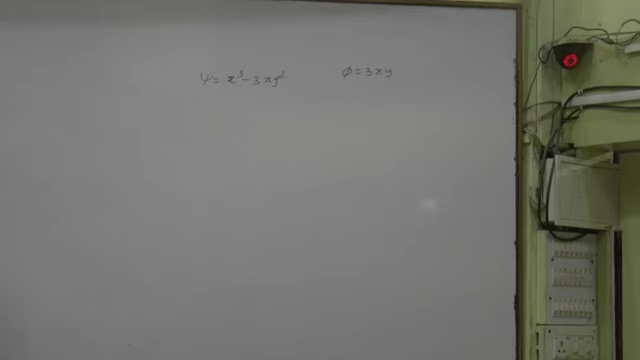 ψ = x³ - 3xy² φ = 3xy